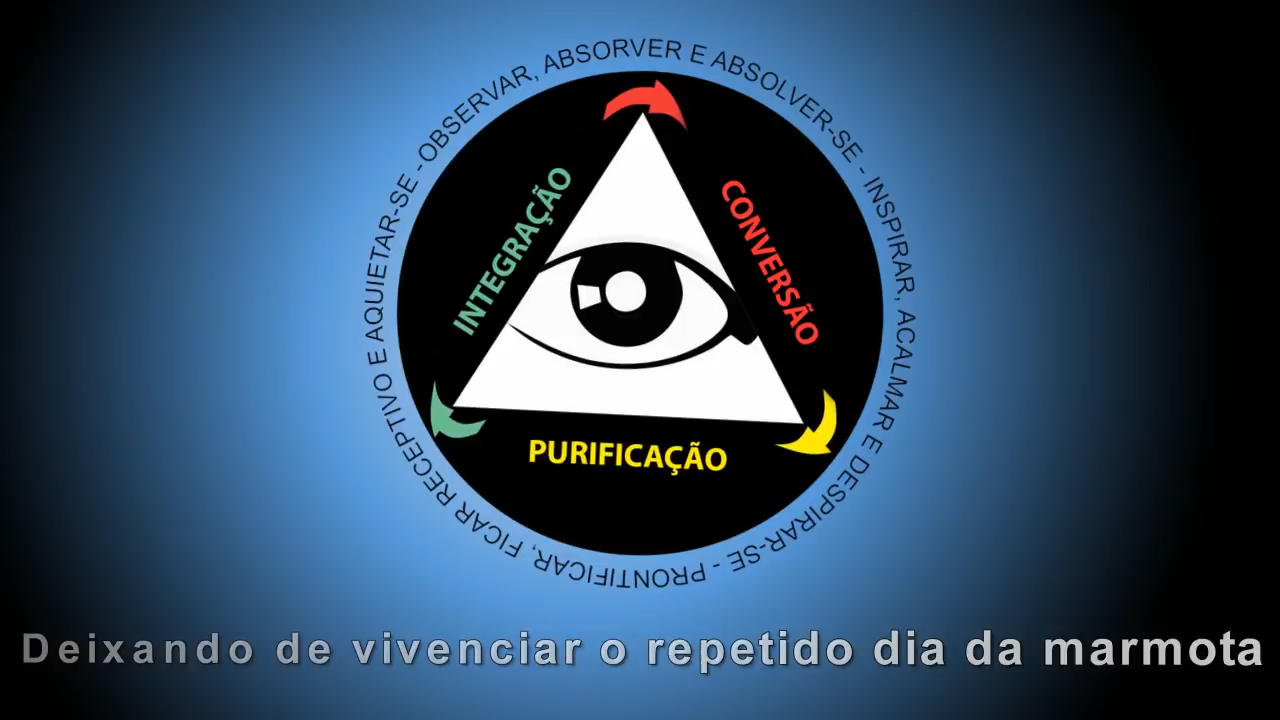 OBSERVAR, ABSORVER E ABSOLVER-SE - INSPIRAR, ACALMAR E DESPIRAR-SE - PRONTIFICAR, FICAR RECEPTIVO E AQUIETAR-SE -
INTEGRAÇÃO
CONVERSÃO
PURIFICAÇÃO
Deixando de vivenciar o repetido dia da marmota